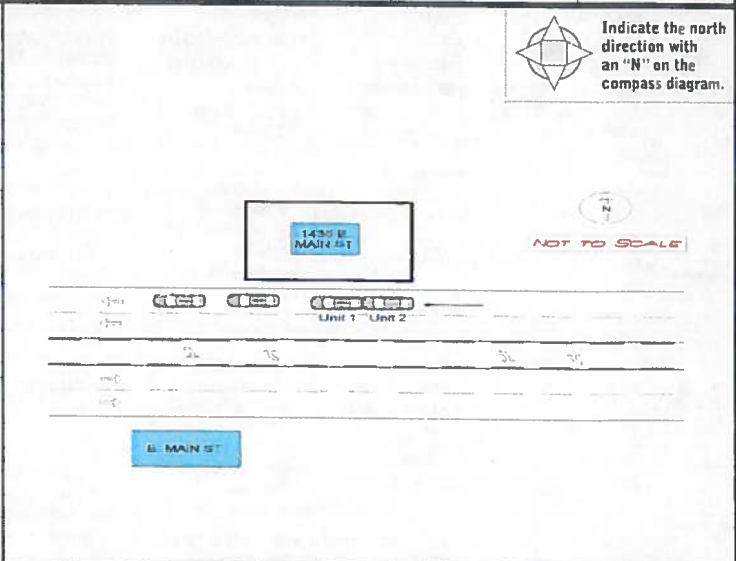 Indicate the north
direction with
an "N" on the
compass diagram.
N
MAIN ST
NOT TO SCALE
Unit 1 Unit 2
E. MAIN ST